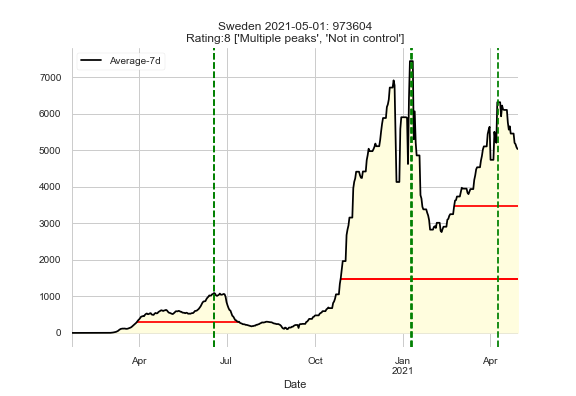 Sweden 2021-05-01: 973604
Rating:8 ['Multiple peaks', 'Not in control']
Average-7d
7000
6000
5000
4000
3000
2000
1000
0
Apr Jul Oct Jan Apr
2021
Date